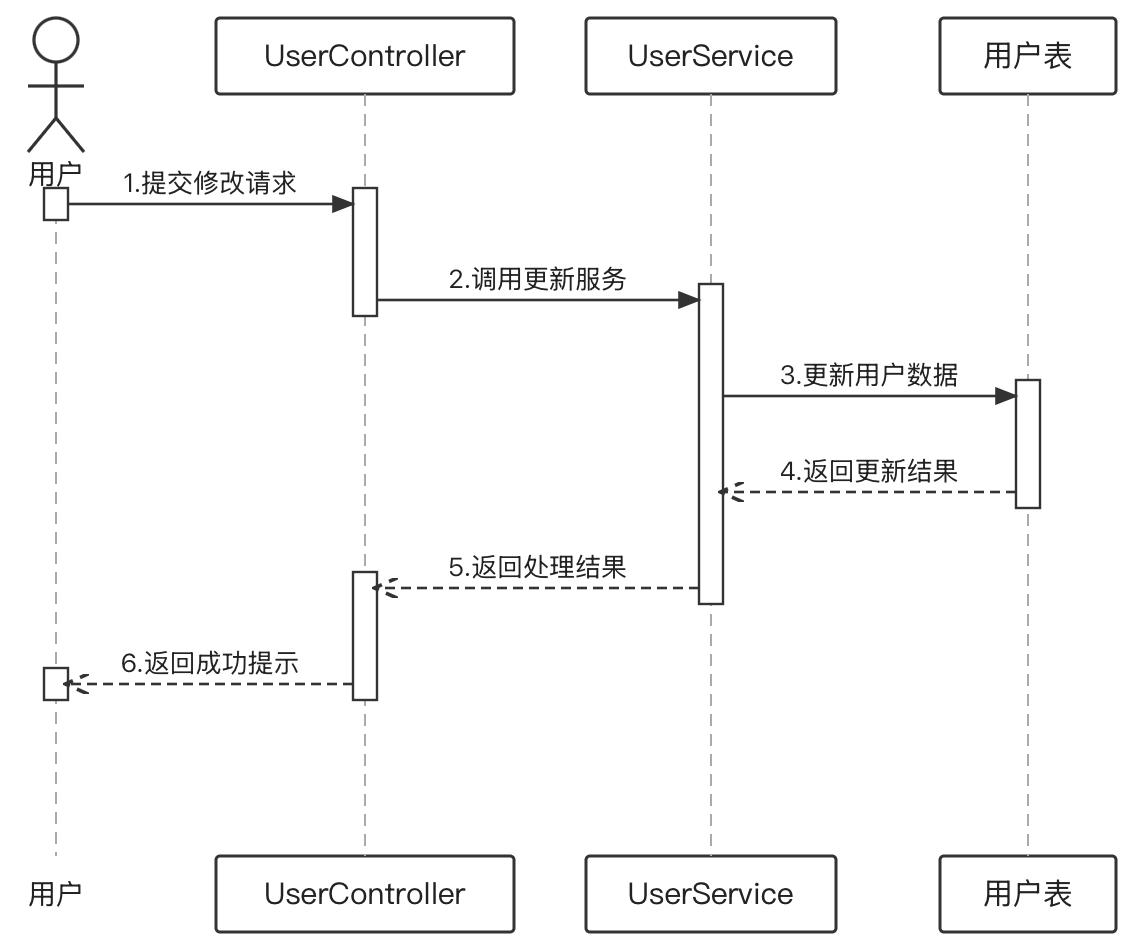 UserController
UserService
用户表
用户
1.提交修改请求
2.调用更新服务
3.更新用户数据
4.返回更新结果
5.返回处理结果
6.返回成功提示
用户
UserController
UserService
用户表